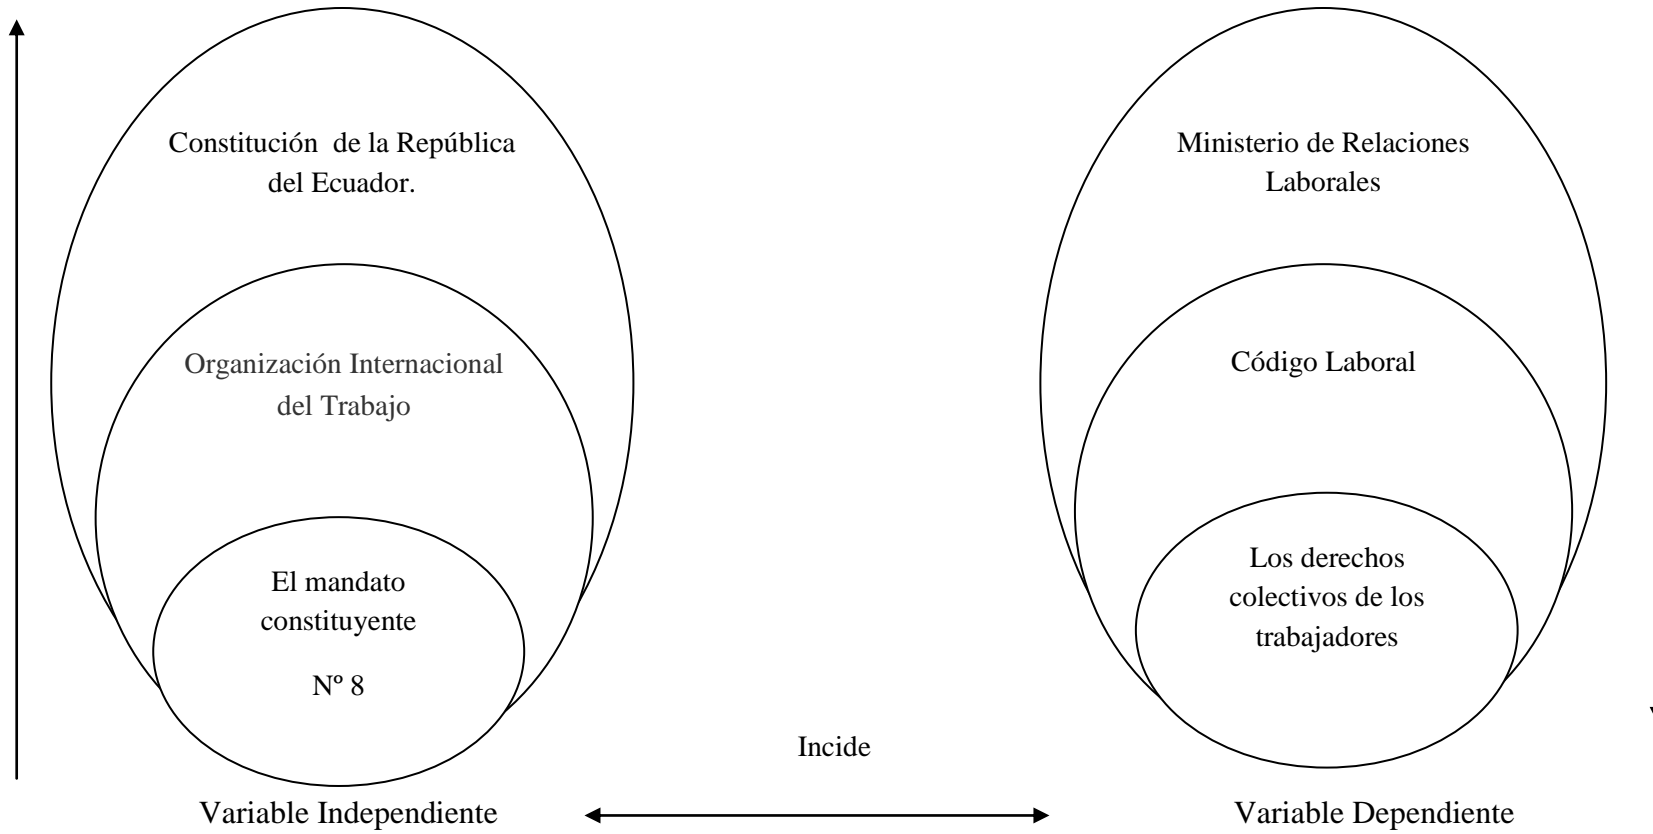 Constitución de la República
del Ecuador.
Organización Internacional
del Trabajo
El mandato
constituyente
Nº 8
Variable Independiente
Incide
Ministerio de Relaciones
Laborales
Código Laboral
Los derechos
colectivos de los
trabajadores
Variable Dependiente